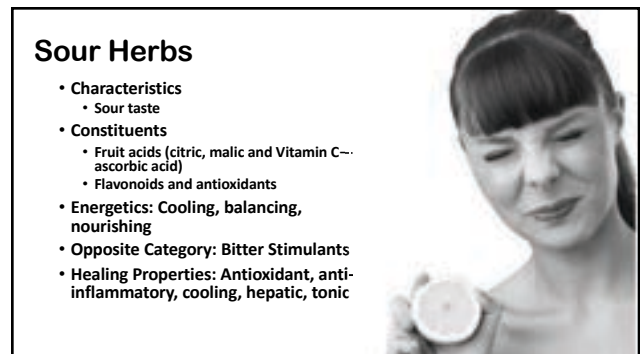 Sour Herbs
• Characteristics
• Sour taste
• Constituents
• Fruit acids (citric, malic and Vitamin C—
ascorbic acid)
• Flavonoids and antioxidants
• Energetics: Cooling, balancing,
nourishing
• Opposite Category: Bitter Stimulants
• Healing Properties: Antioxidant, anti-
inflammatory, cooling, hepatic, tonic